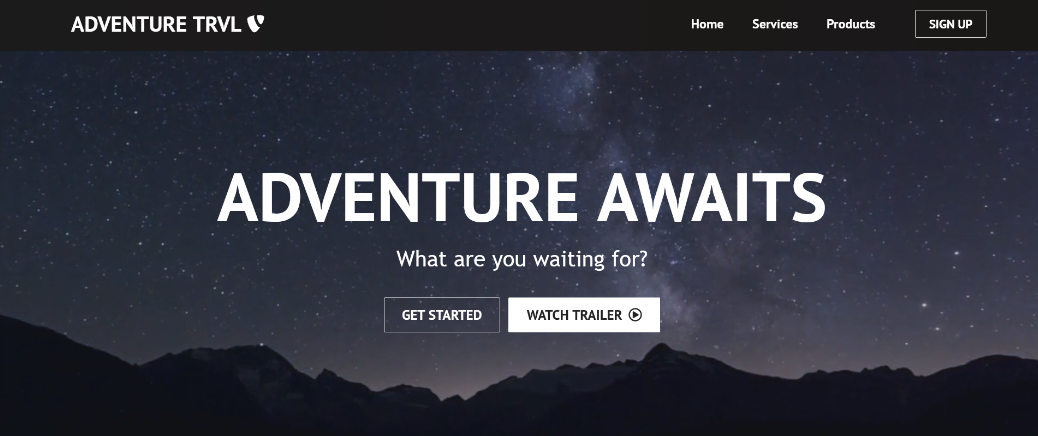 ADVENTURE TRVL
Home Services Products SIGN UP
ADVENTURE AWAITS
What are you waiting for?
GET STARTED WATCH TRAILER